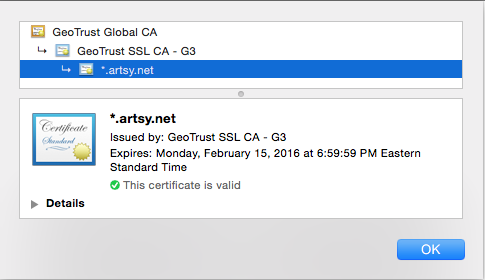 GeoTrust Global CA
GeoTrust SSL CA - G3
*.artsy.net
Certificate
Standard
*.artsy.net
Issued by: GeoTrust SSL CA - G3
Expires: Monday, February 15, 2016 at 6:59:59 PM Eastern
Standard Time
This certificate is valid
Details
OK